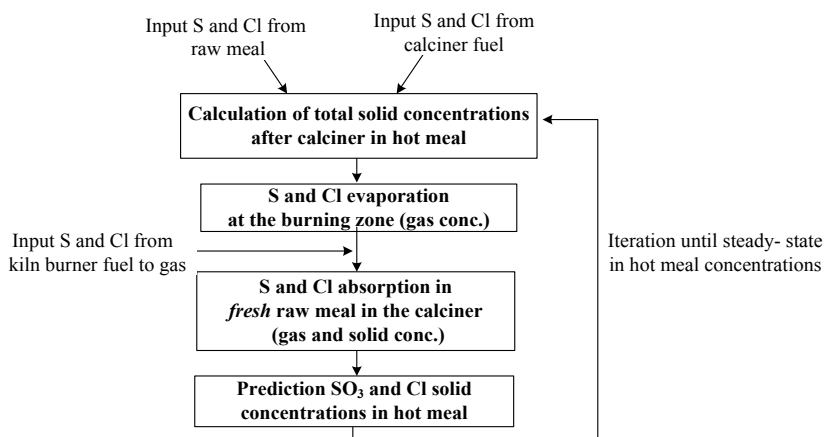 Input S and Cl from
raw meal
Input S and Cl from
calciner fuel
Calculation of total solid concentrations
after calciner in hot meal
S and Cl evaporation
at the burning zone (gas conc.)
Input S and Cl from
kiln burner fuel to gas
Iteration until steady- state
in hot meal concentrations
S and Cl absorption in
fresh raw meal in the calciner
(gas and solid conc.)
Prediction SO₃ and Cl solid
concentrations in hot meal